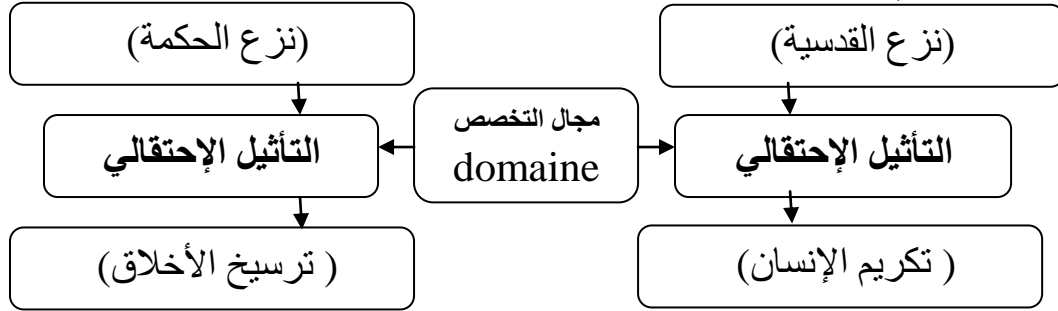 (نزع القدسية)
(نزع الحكمة)
مجال التخصص
domaine
التأثيل الإحتقالي
التأثيل الإحتقالي
( تكريم الإنسان)
( ترسيخ الأخلاق)